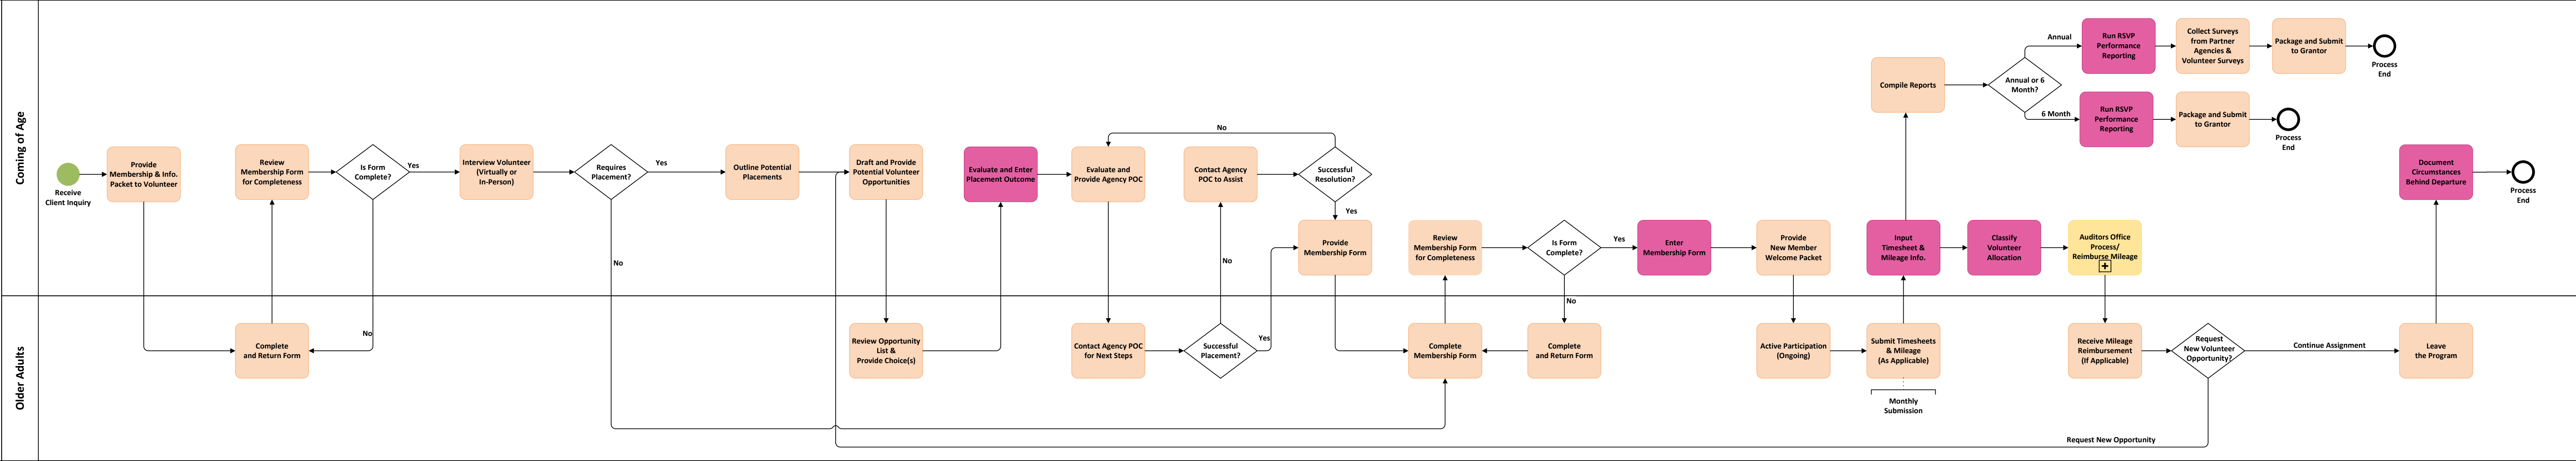 Coming of Age
Receive
Client Inquiry
Provide
Membership & Info.
Packet to Volunteer
Review
Membership Form
for Completeness
Is Form
Complete?
Yes
No
Interview Volunteer
(Virtually or
In-Person)
Requires
Placement?
Yes
No
Outline Potential
Placements
Draft and Provide
Potential Volunteer
Opportunities
Evaluate and Enter
Placement Outcome
Evaluate and
Provide Agency POC
No
Contact Agency
POC to Assist
Successful
Resolution?
Yes
No
Provide
Membership Form
Review
Membership Form
for Completeness
Is Form
Complete?
Yes
No
Enter
Membership Form
Provide
New Member
Welcome Packet
Input
Timesheet &
Mileage Info.
Compile Reports
Annual or 6
Month?
Annual
6 Month
Run RSVP
Performance
Reporting
Collect Surveys
from Partner
Agencies &
Volunteer Surveys
Package and Submit
to Grantor
Process
End
Run RSVP
Performance
Reporting
Package and Submit
to Grantor
Process
End
Classify
Volunteer
Allocation
Auditors Office
Process/
Reimburse Mileage
Document
Circumstances
Behind Departure
Process
End
Older Adults
Complete
and Return Form
Review Opportunity
List &
Provide Choice(s)
Contact Agency POC
for Next Steps
Successful
Placement?
Yes
Complete
Membership Form
Complete
and Return Form
Active Participation
(Ongoing)
Submit Timesheets
& Mileage
(As Applicable)
Monthly
Submission
Receive Mileage
Reimbursement
(If Applicable)
Request
New Volunteer
Opportunity?
Continue Assignment
Request New Opportunity
Leave
the Program